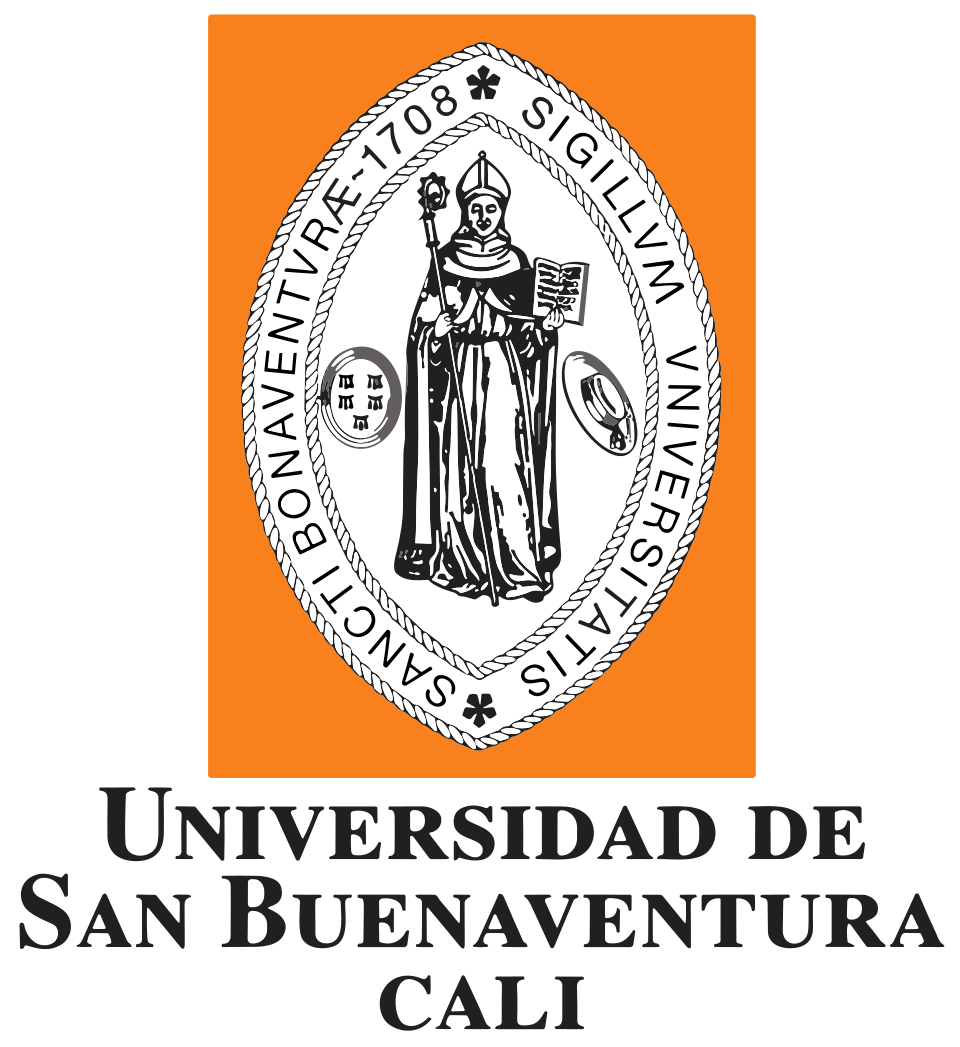 SIGILLVM VNIVERSITATIS
SANCTI BONAVENTVRÆ~1708
UNIVERSIDAD DE
SAN BUENAVENTURA
CALI